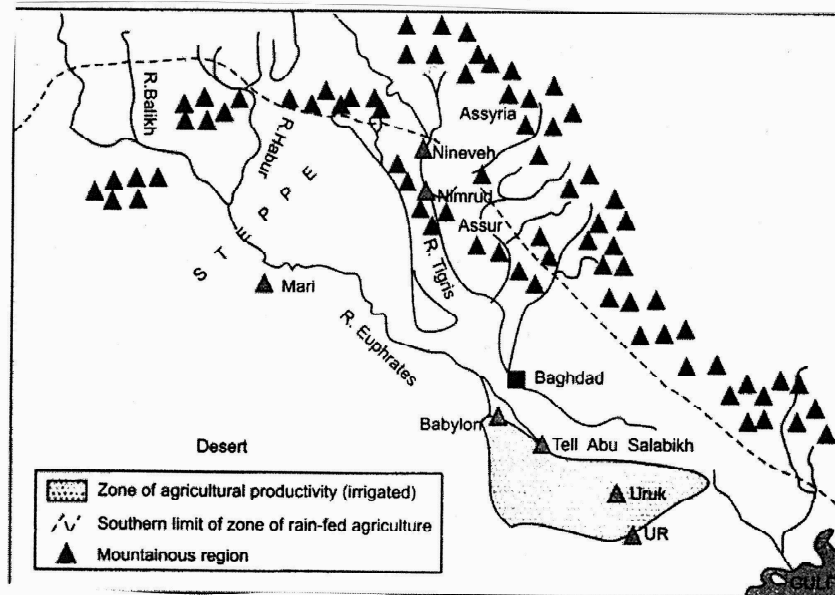 R.Balikh
R.Habur
STEPPE
Assyria
Nineveh
Nimrud
Assur
R. Tigris
Mari
R. Euphrates
Baghdad
Babylon
Tell Abu Salabikh
Desert
Uruk
UR
Zone of agricultural productivity (irrigated)
Southern limit of zone of rain-fed agriculture
Mountainous region
GULF